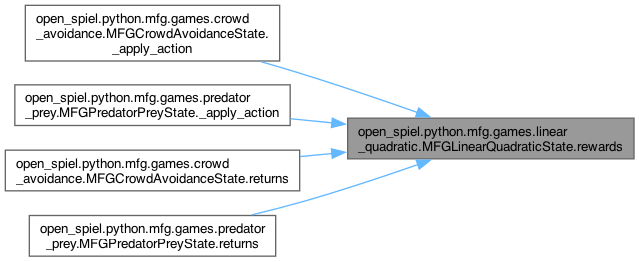 open_spiel.python.mfg.games.crowd
_avoidance.MFGCrowdAvoidanceState.
_apply_action
open_spiel.python.mfg.games.predator
_prey.MFGPredatorPreyState._apply_action
open_spiel.python.mfg.games.linear
_quadratic.MFGLinearQuadraticState.rewards
open_spiel.python.mfg.games.crowd
_avoidance.MFGCrowdAvoidanceState.returns
open_spiel.python.mfg.games.predator
_prey.MFGPredatorPreyState.returns